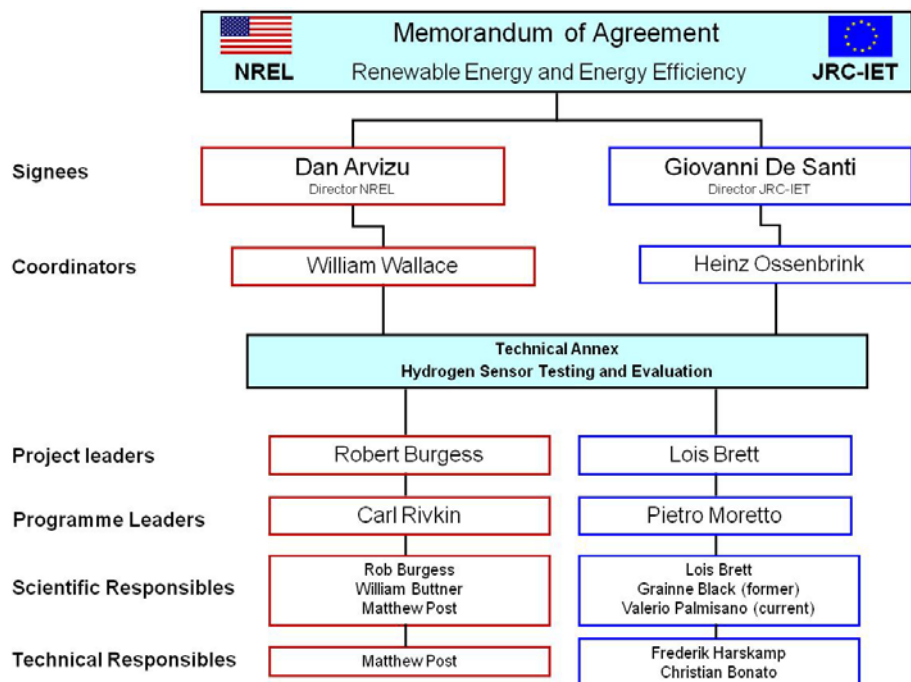 Memorandum of Agreement
NREL
Renewable Energy and Energy Efficiency
JRC-IET
Signees
Dan Arvizu
Director NREL
Giovanni De Santi
Director JRC-IET
Coordinators
William Wallace
Heinz Ossenbrink
Technical Annex
Hydrogen Sensor Testing and Evaluation
Project leaders
Robert Burgess
Lois Brett
Programme Leaders
Carl Rivkin
Pietro Moretto
Scientific Responsibles
Rob Burgess
William Buttner
Matthew Post
Lois Brett
Grainne Black (former)
Valerio Palmisano (current)
Technical Responsibles
Matthew Post
Frederik Harskamp
Christian Bonato